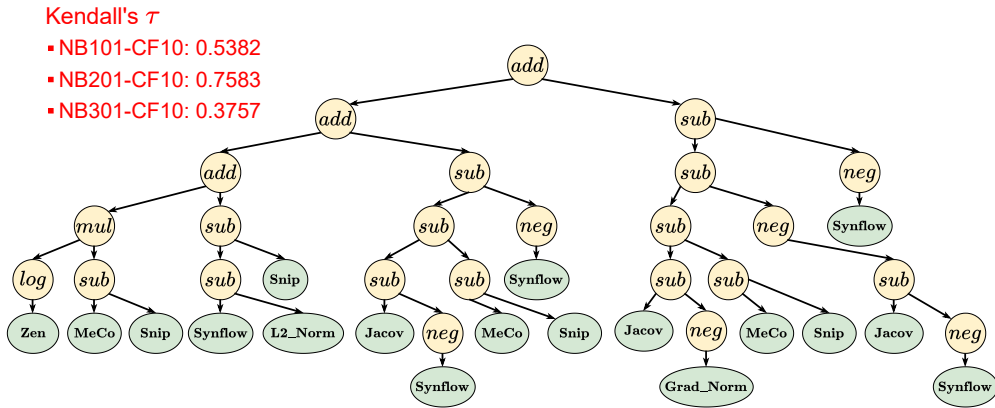 Kendall's τ
▪ NB101-CF10: 0.5382
▪ NB201-CF10: 0.7583
▪ NB301-CF10: 0.3757
add
add sub
add sub sub neg
mul sub sub neg sub neg Synflow
log sub sub Snip sub sub Synflow sub sub sub
Zen MeCo Snip Synflow L2_Norm Jacov neg MeCo Snip Jacov neg MeCo Snip Jacov neg
Synflow Grad_Norm Synflow